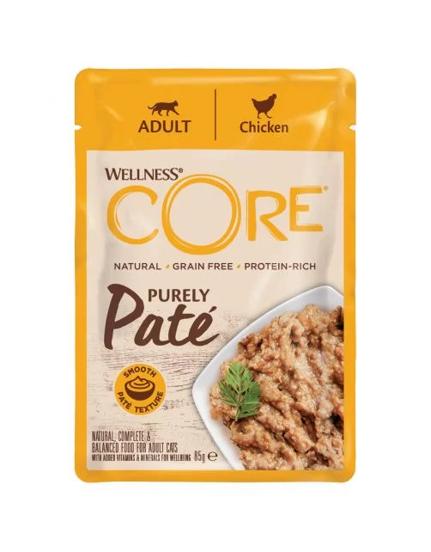 ADULT
Chicken
WELLNESS®
CORE®
NATURAL • GRAIN FREE • PROTEIN-RICH
PURELY
Paté
SMOOTH
PATÉ TEXTURE
NATURAL, COMPLETE &
BALANCED FOOD FOR ADULT CATS
WITH ADDED VITAMINS & MINERALS FOR WELLBEING 85g ℮